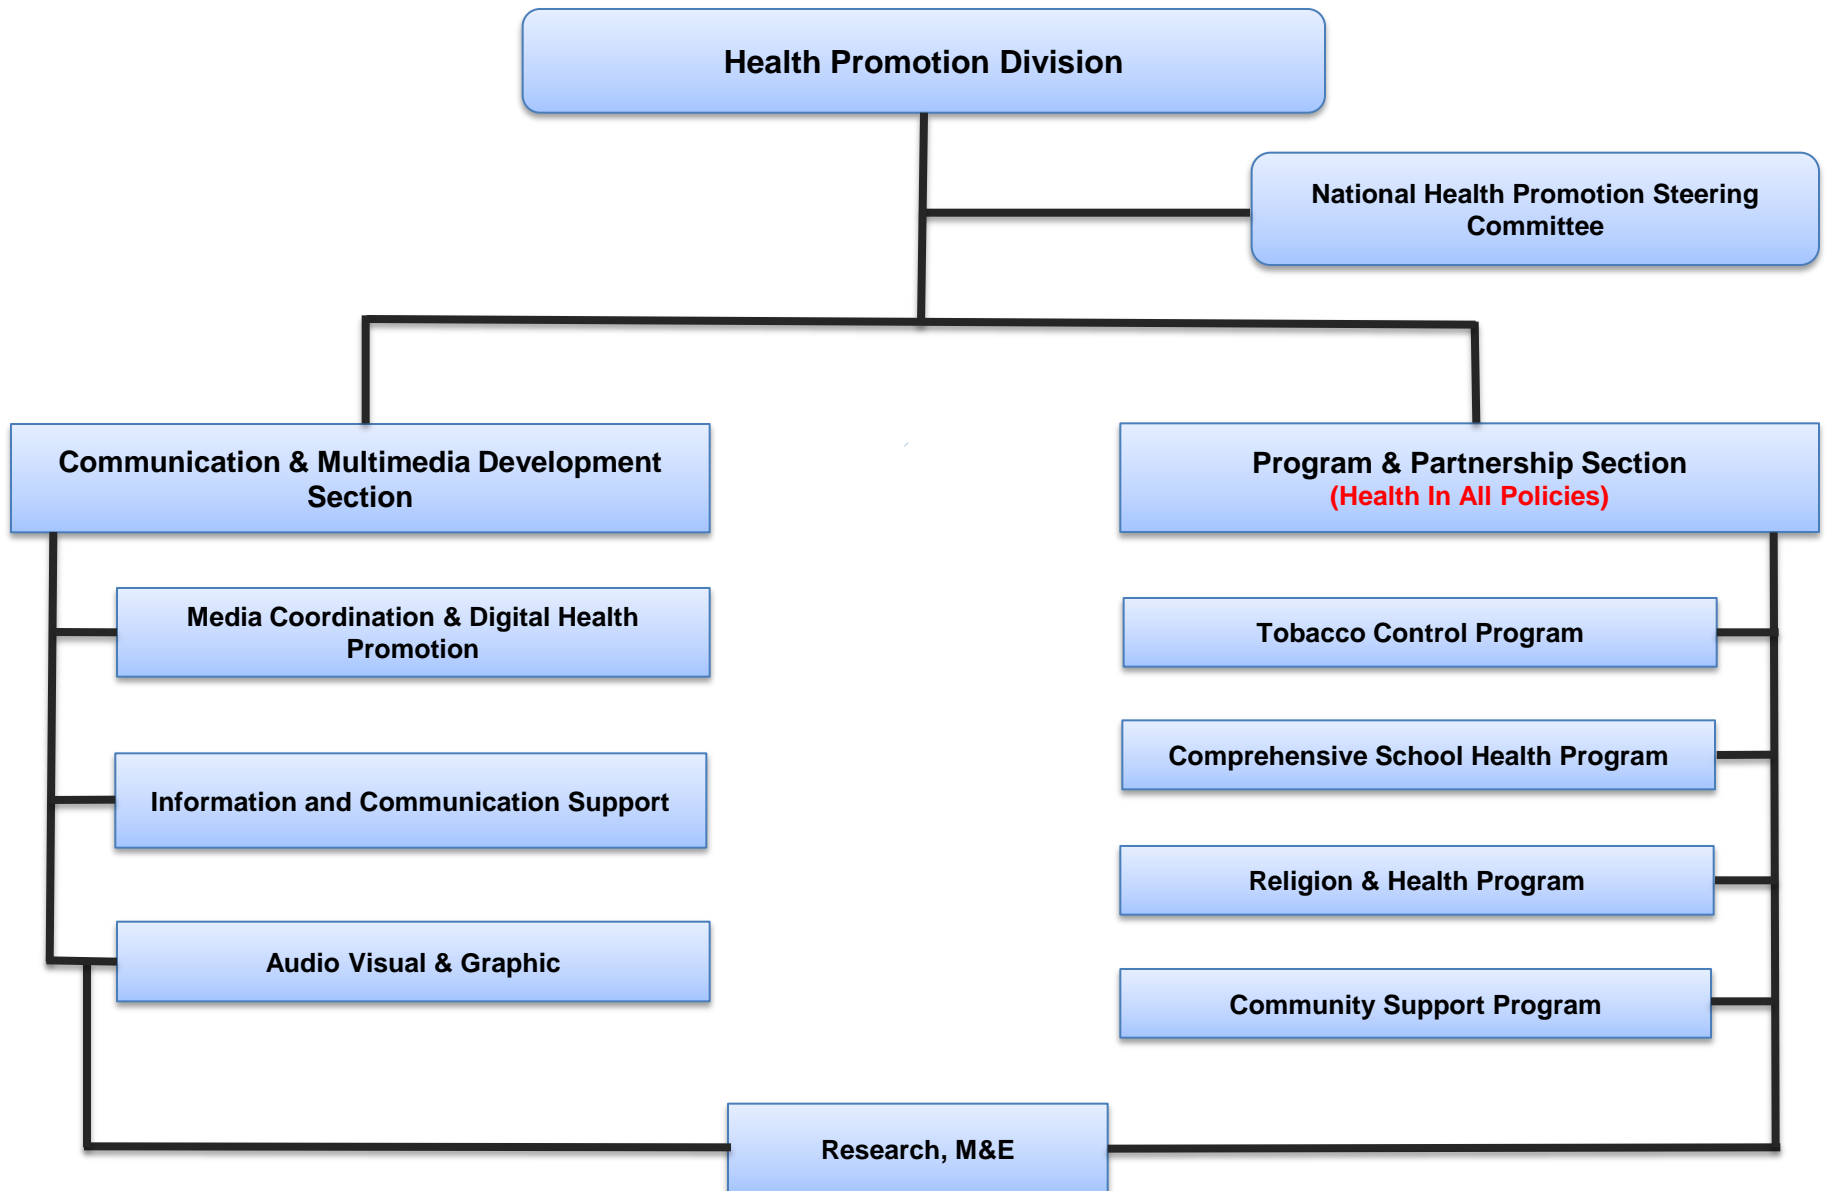 Health Promotion Division
National Health Promotion Steering
Committee
Communication & Multimedia Development
Section
Program & Partnership Section
(Health In All Policies)
Media Coordination & Digital Health
Promotion
Tobacco Control Program
Information and Communication Support
Comprehensive School Health Program
Religion & Health Program
Audio Visual & Graphic
Community Support Program
Research, M&E